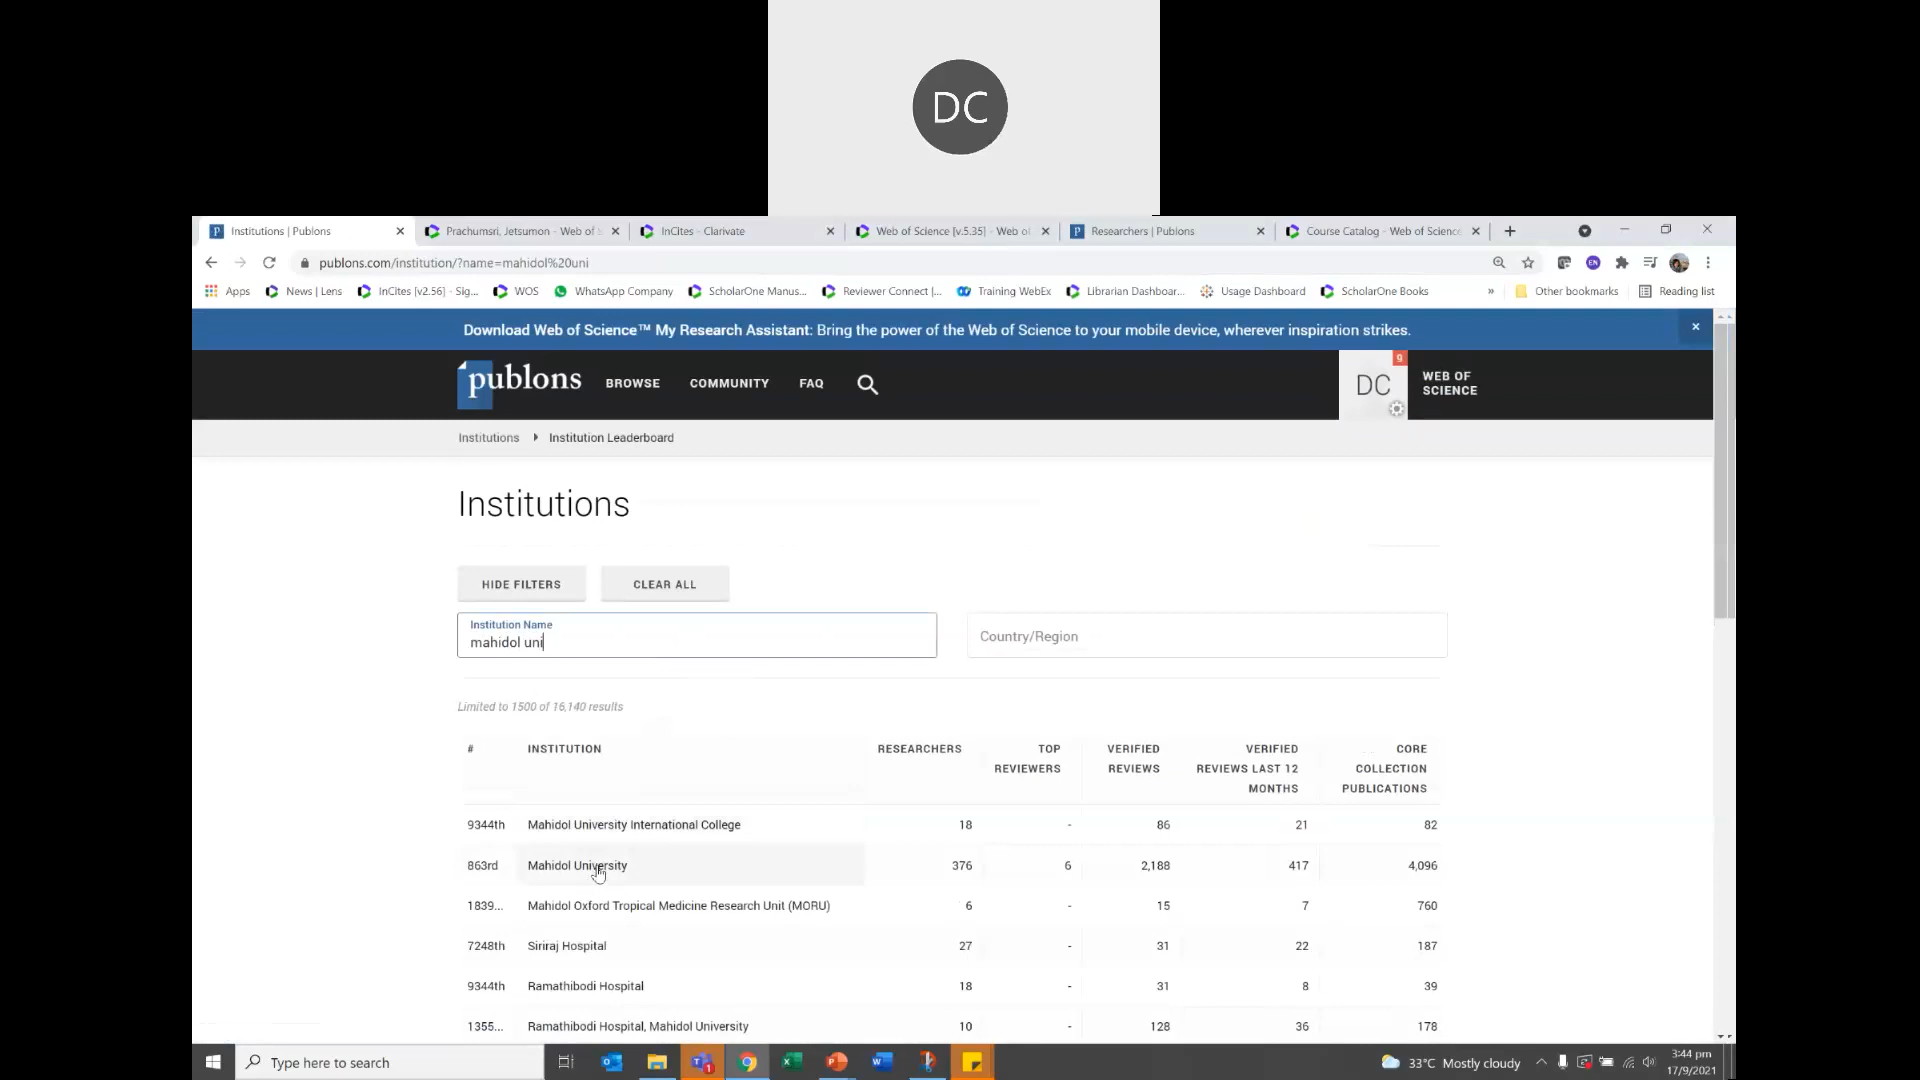 DC
Institutions | Publons
Prachumsri, Jetsumon - Web of
InCites - Clarivate
Web of Science [v.5.35] - Web of
Researchers | Publons
Course Catalog - Web of Science
publons.com/institution/?name=mahidol%20uni
EN
Apps
News | Lens
InCites [v2.56] - Sig...
WOS
WhatsApp Company
ScholarOne Manus...
Reviewer Connect |...
Training WebEx
Librarian Dashboar...
Usage Dashboard
ScholarOne Books
»
Other bookmarks
Reading list
Download Web of Science™ My Research Assistant: Bring the power of the Web of Science to your mobile device, wherever inspiration strikes.
publons
BROWSE
COMMUNITY
FAQ
DC
9
WEB OF
SCIENCE
Institutions
Institution Leaderboard
Institutions
HIDE FILTERS
CLEAR ALL
Institution Name
mahidol uni
Country/Region
Limited to 1500 of 16,140 results
# INSTITUTION RESEARCHERS TOP REVIEWERS VERIFIED REVIEWS VERIFIED REVIEWS LAST 12 MONTHS CORE COLLECTION PUBLICATIONS
9344th Mahidol University International College 18 - 86 21 82
863rd Mahidol University 376 6 2,188 417 4,096
1839... Mahidol Oxford Tropical Medicine Research Unit (MORU) 6 - 15 7 760
7248th Siriraj Hospital 27 - 31 22 187
9344th Ramathibodi Hospital 18 - 31 8 39
1355... Ramathibodi Hospital, Mahidol University 10 - 128 36 178
Type here to search
1
33°C Mostly cloudy
3:44 pm
17/9/2021